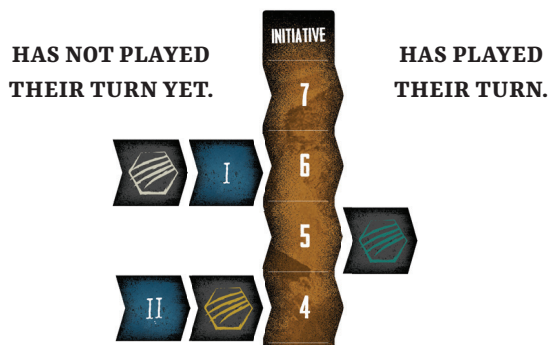 INITIATIVE
HAS NOT PLAYED
THEIR TURN YET.
HAS PLAYED
THEIR TURN.
7
I
6
5
II
4